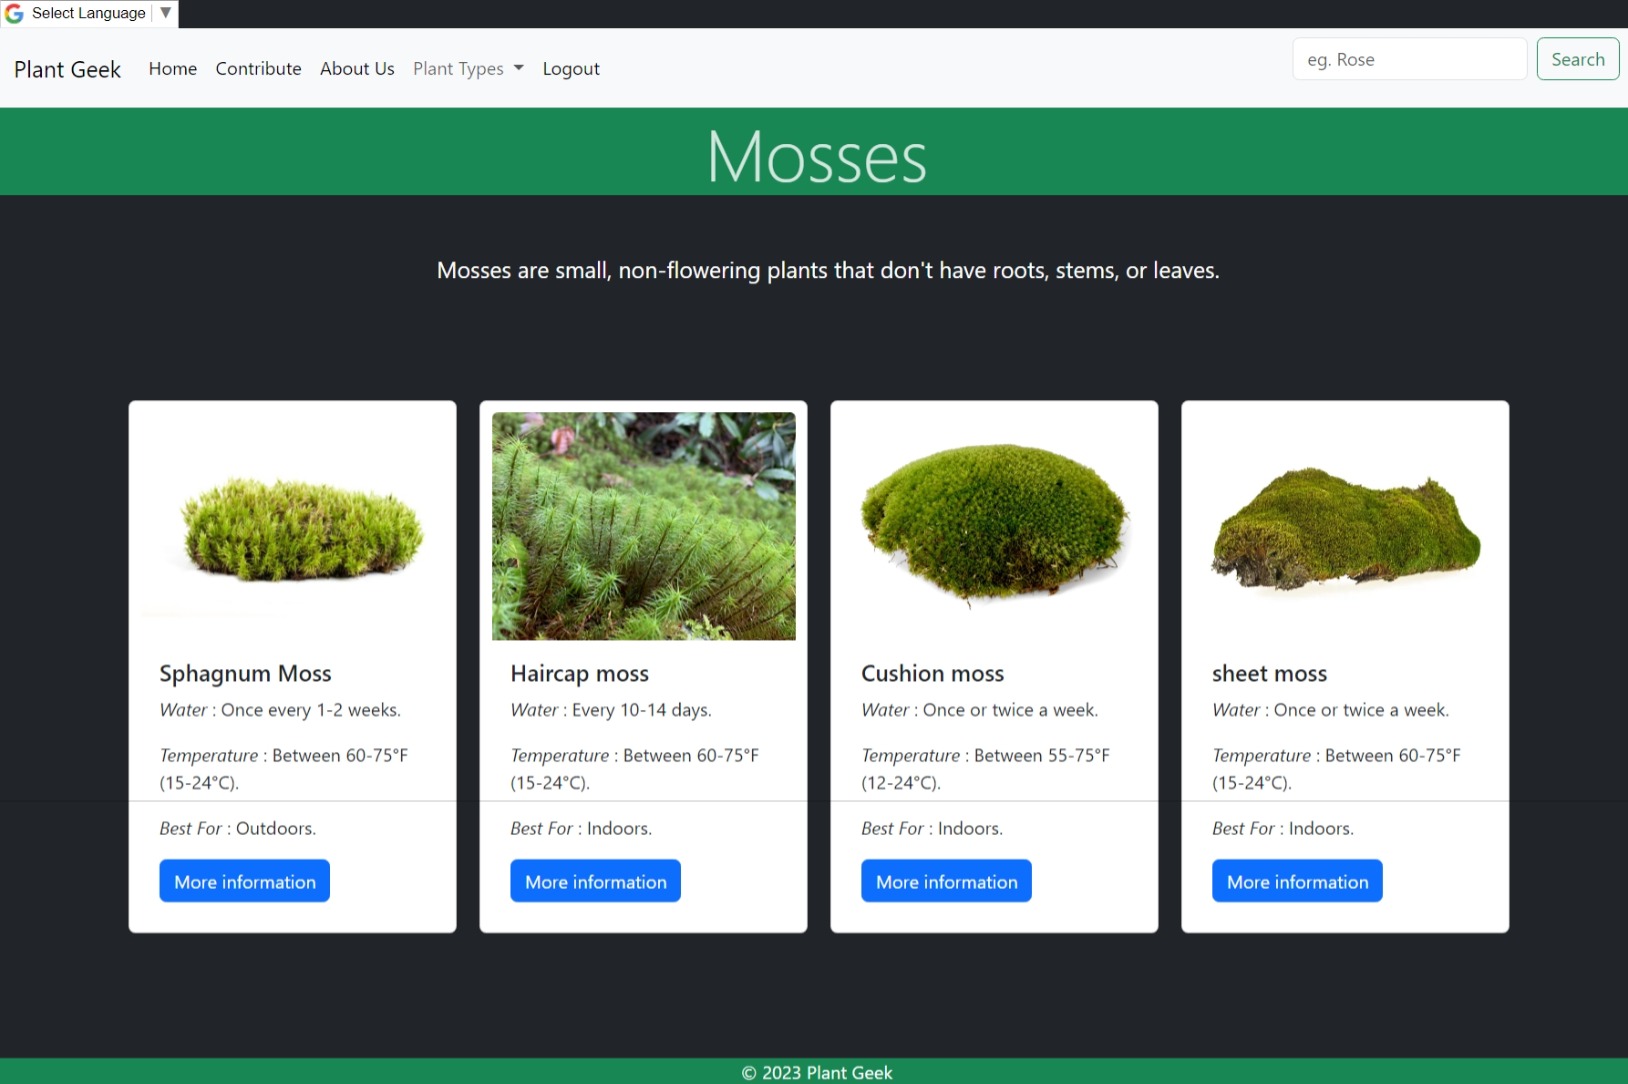 Select Language ▼
Plant Geek Home Contribute About Us Plant Types Logout eg. Rose Search
Mosses
Mosses are small, non-flowering plants that don't have roots, stems, or leaves.
Sphagnum Moss
Water : Once every 1-2 weeks.
Temperature : Between 60-75°F
(15-24°C).
Best For : Outdoors.
More information
Haircap moss
Water : Every 10-14 days.
Temperature : Between 60-75°F
(15-24°C).
Best For : Indoors.
More information
Cushion moss
Water : Once or twice a week.
Temperature : Between 55-75°F
(12-24°C).
Best For : Indoors.
More information
sheet moss
Water : Once or twice a week.
Temperature : Between 60-75°F
(15-24°C).
Best For : Indoors.
More information
© 2023 Plant Geek